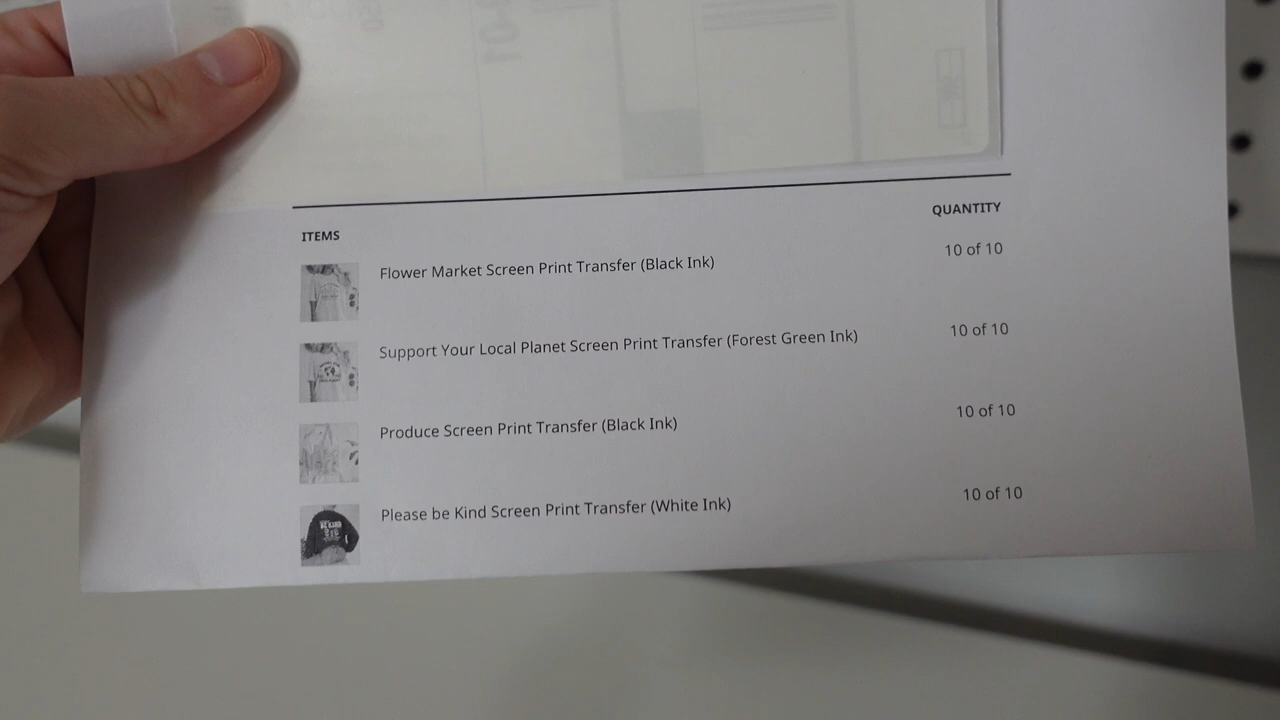 ITEMS QUANTITY
Flower Market Screen Print Transfer (Black Ink) 10 of 10
Support Your Local Planet Screen Print Transfer (Forest Green Ink) 10 of 10
Produce Screen Print Transfer (Black Ink) 10 of 10
Please be Kind Screen Print Transfer (White Ink) 10 of 10